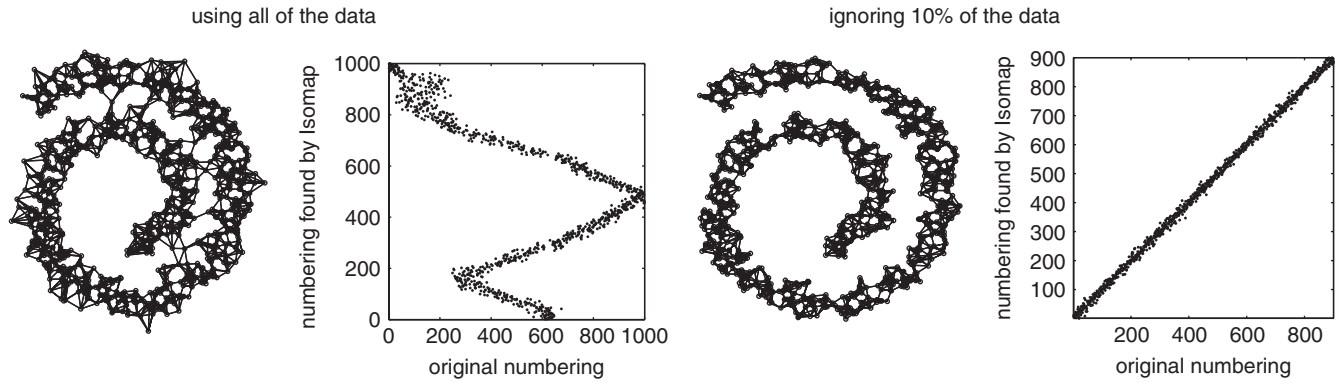 using all of the data
ignoring 10% of the data
numbering found by Isomap
1000
800
600
400
200
0
0 200 400 600 800 1000
original numbering
numbering found by Isomap
900
800
700
600
500
400
300
200
100
200 400 600 800
original numbering